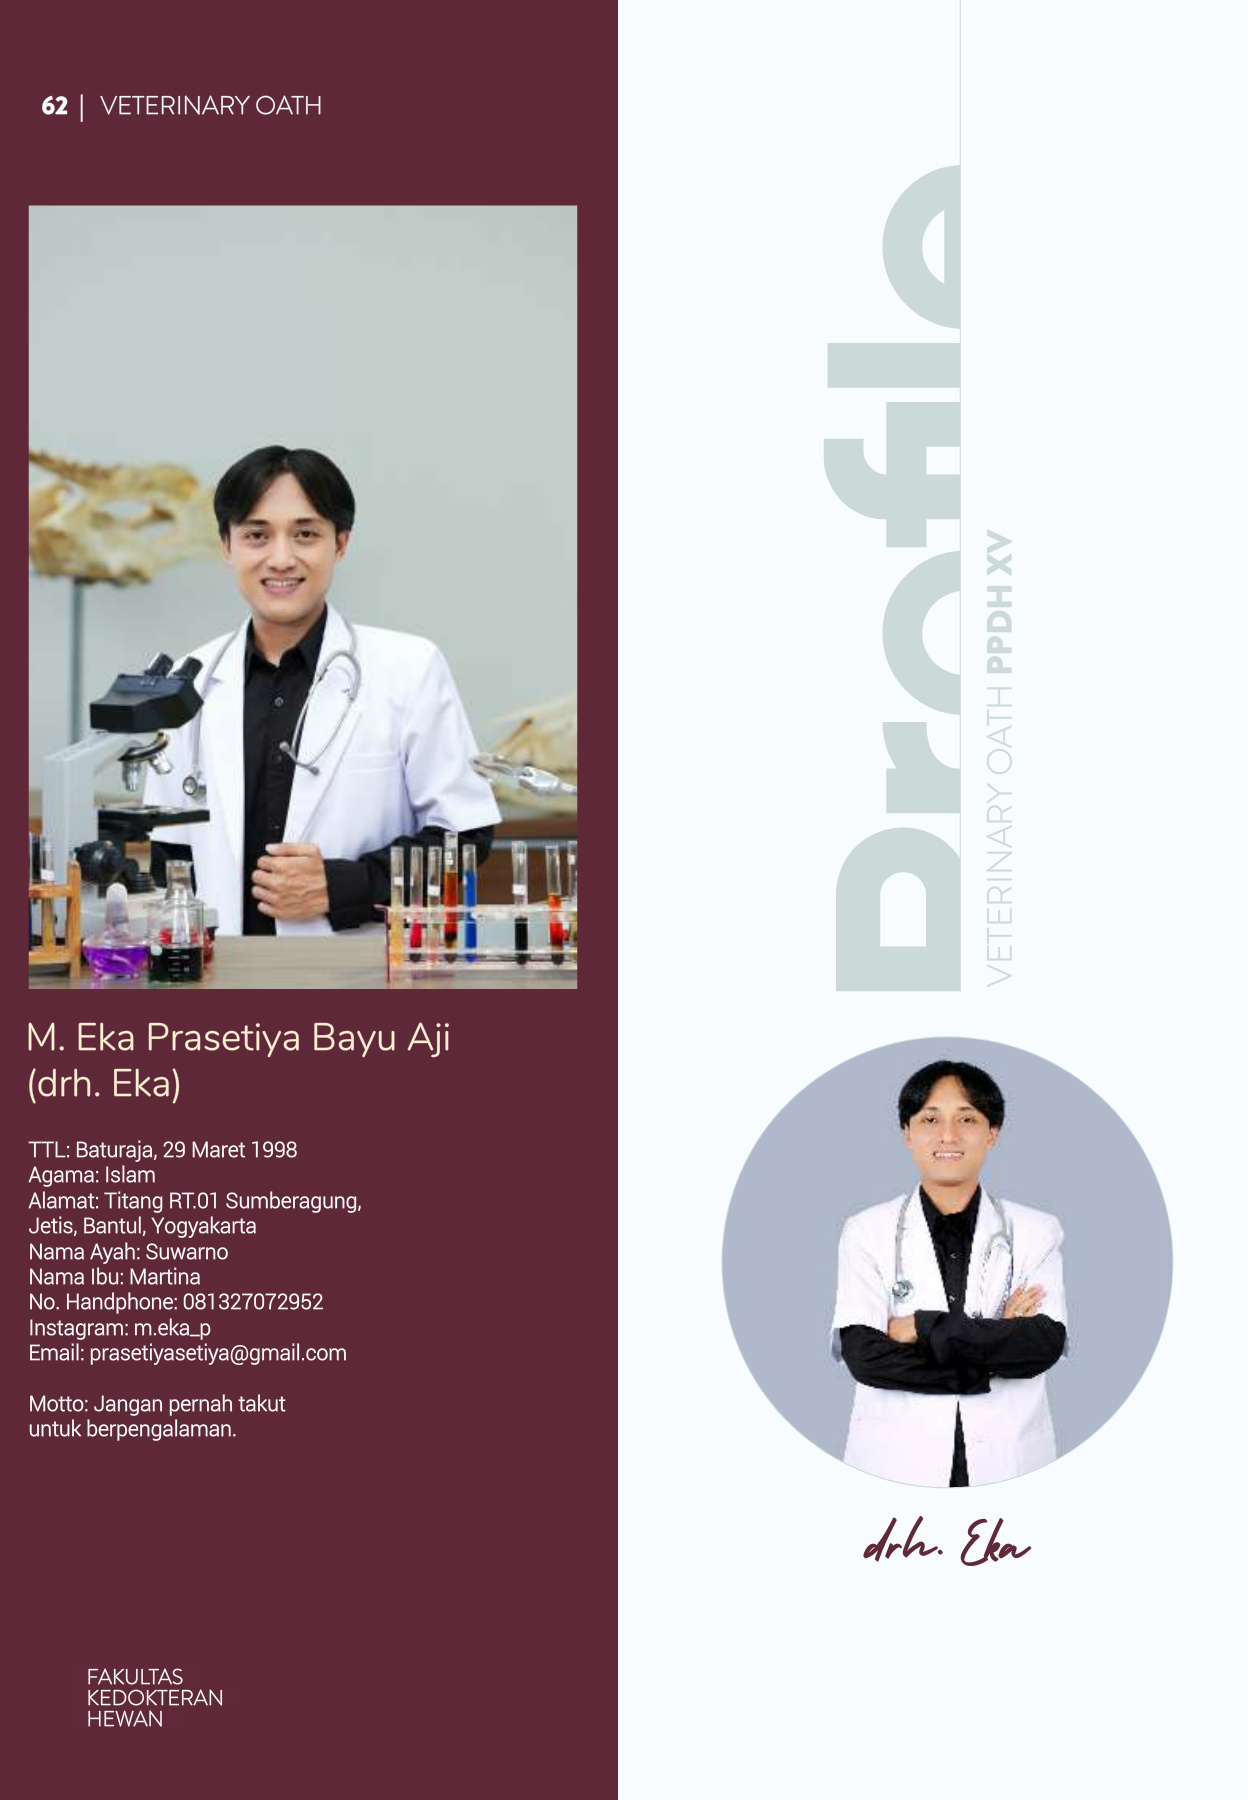 62 | VETERINARY OATH
M. Eka Prasetiya Bayu Aji
(drh. Eka)
TTL: Baturaja, 29 Maret 1998
Agama: Islam
Alamat: Titang RT.01 Sumberagung,
Jetis, Bantul, Yogyakarta
Nama Ayah: Suwarno
Nama Ibu: Martina
No. Handphone: 081327072952
Instagram: m.eka_p
Email: prasetiyasetiya@gmail.com
Motto: Jangan pernah takut
untuk berpengalaman.
FAKULTAS
KEDOKTERAN
HEWAN
Profile
VETERINARY OATH PPDH XV
drh. Eka